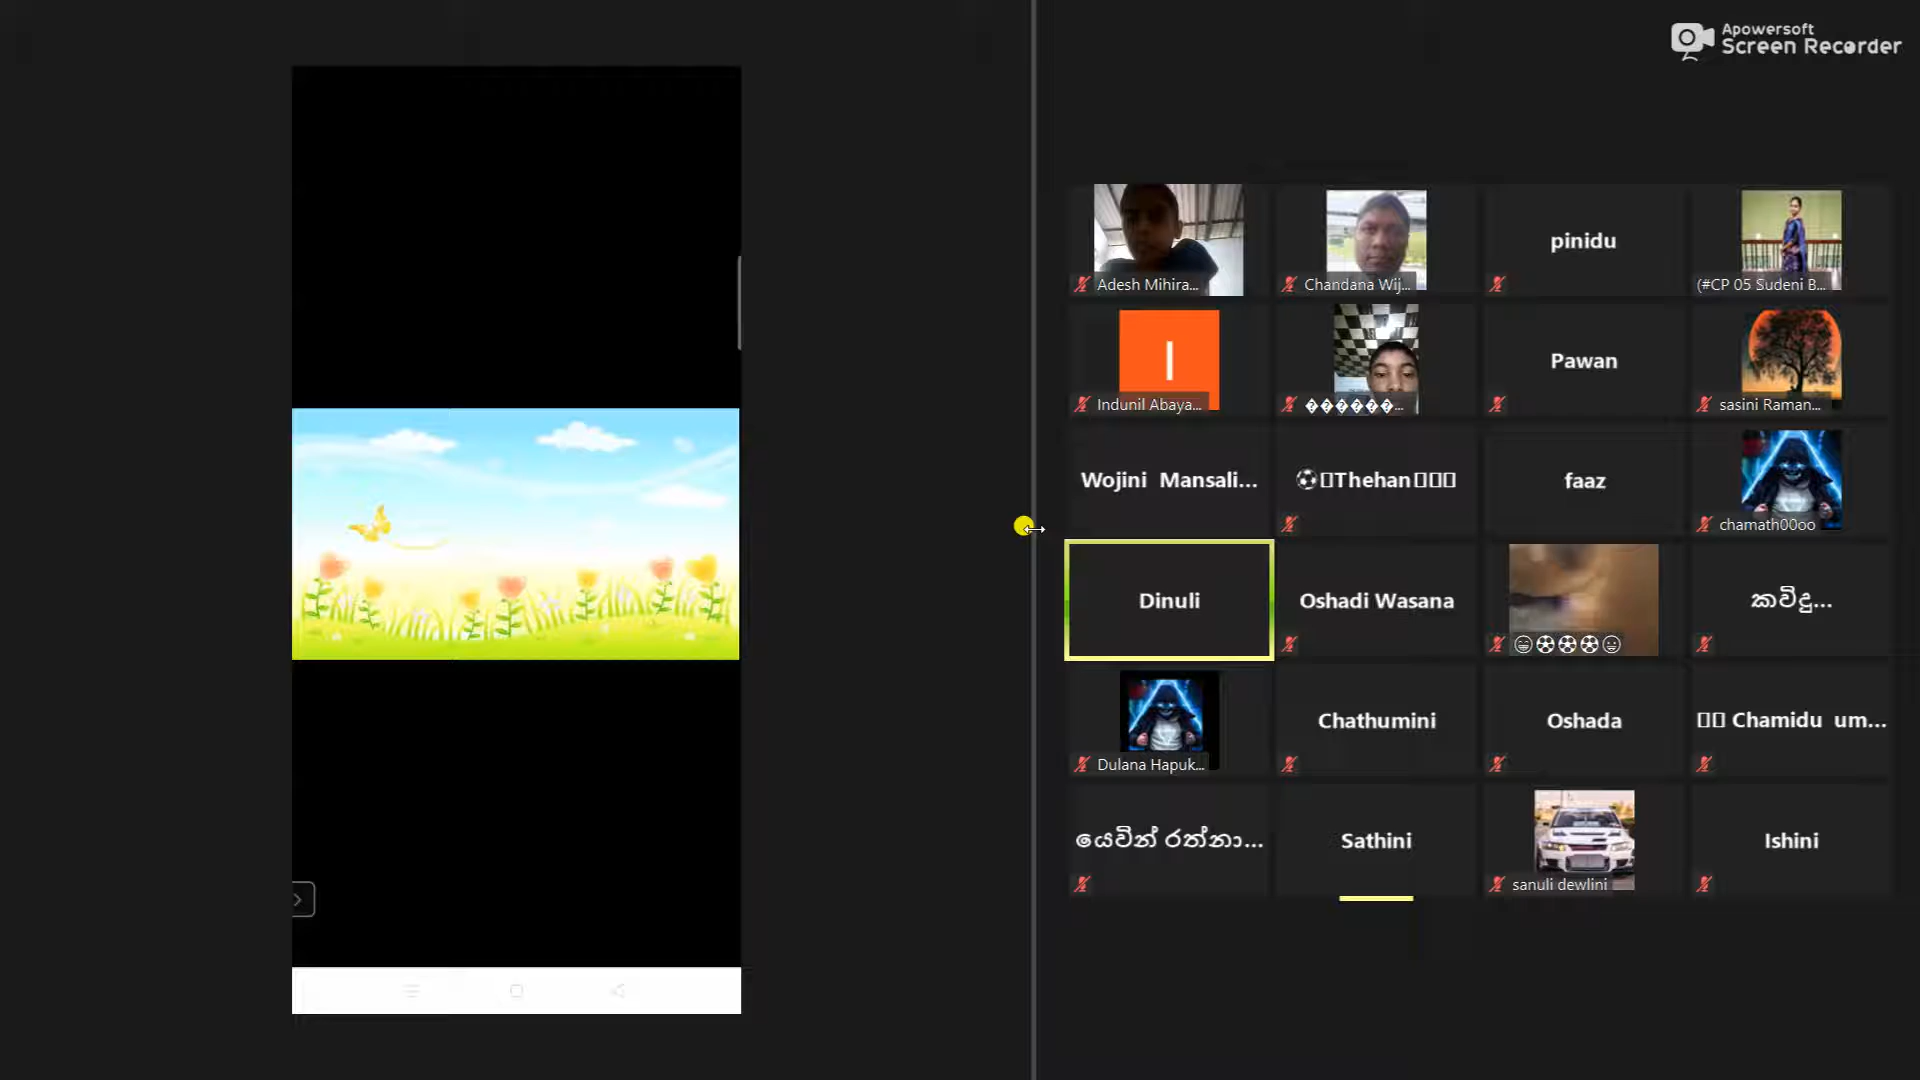 Apowersoft
Screen Recorder
Adesh Mihira...
Chandana Wij...
pinidu
(#CP 05 Sudeni B...
I
Indunil Abaya...
������...
Pawan
sasini Raman...
Wojini Mansali...
⚽▯Thehan▯▯▯
faaz
chamath00oo
Dinuli
Oshadi Wasana
😄⚽⚽⚽😀
කවිඳු...
Dulana Hapuk...
Chathumini
Oshada
▯▯ Chamidu um...
යෙවින් රත්නා...
Sathini
sanuli dewlini
Ishini